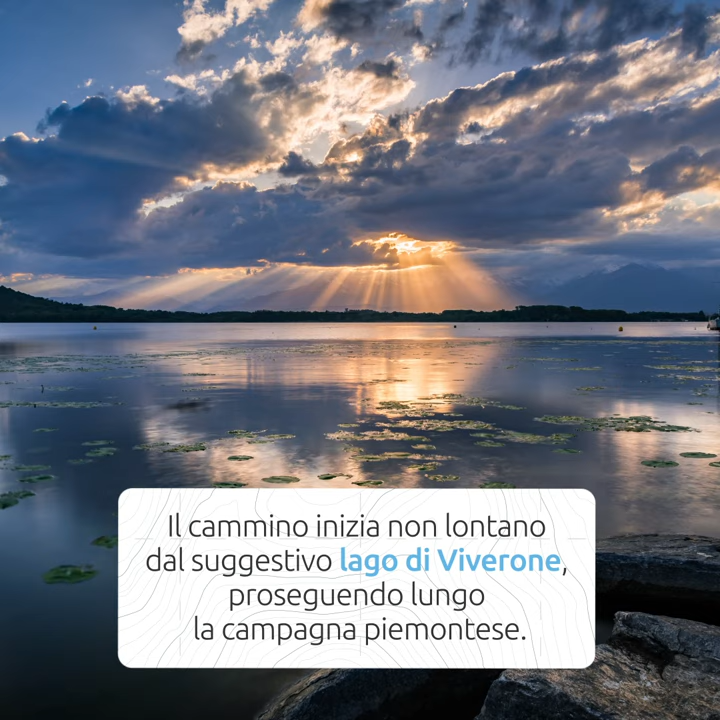 Il cammino inizia non lontano
dal suggestivo lago di Viverone,
proseguendo lungo
la campagna piemontese.